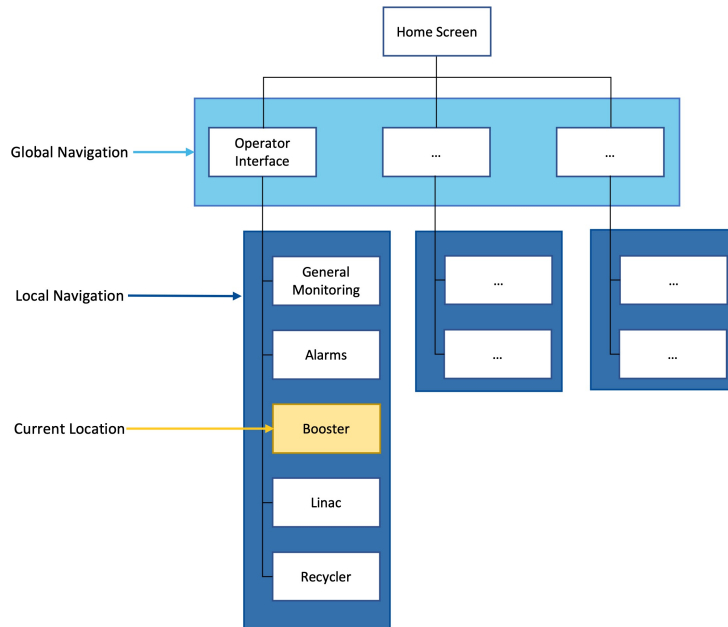 Home Screen
Global Navigation
Operator
Interface
...
...
Local Navigation
General
Monitoring
...
...
Alarms
...
...
Current Location
Booster
Linac
Recycler